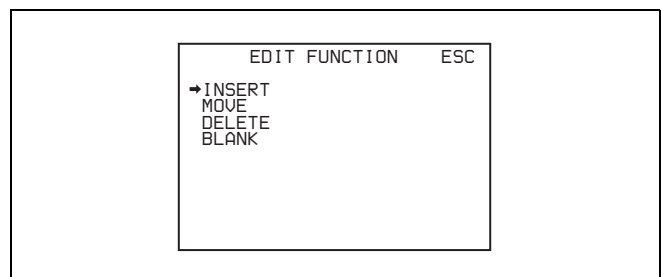 EDIT FUNCTION ESC
➡INSERT
MOVE
DELETE
BLANK